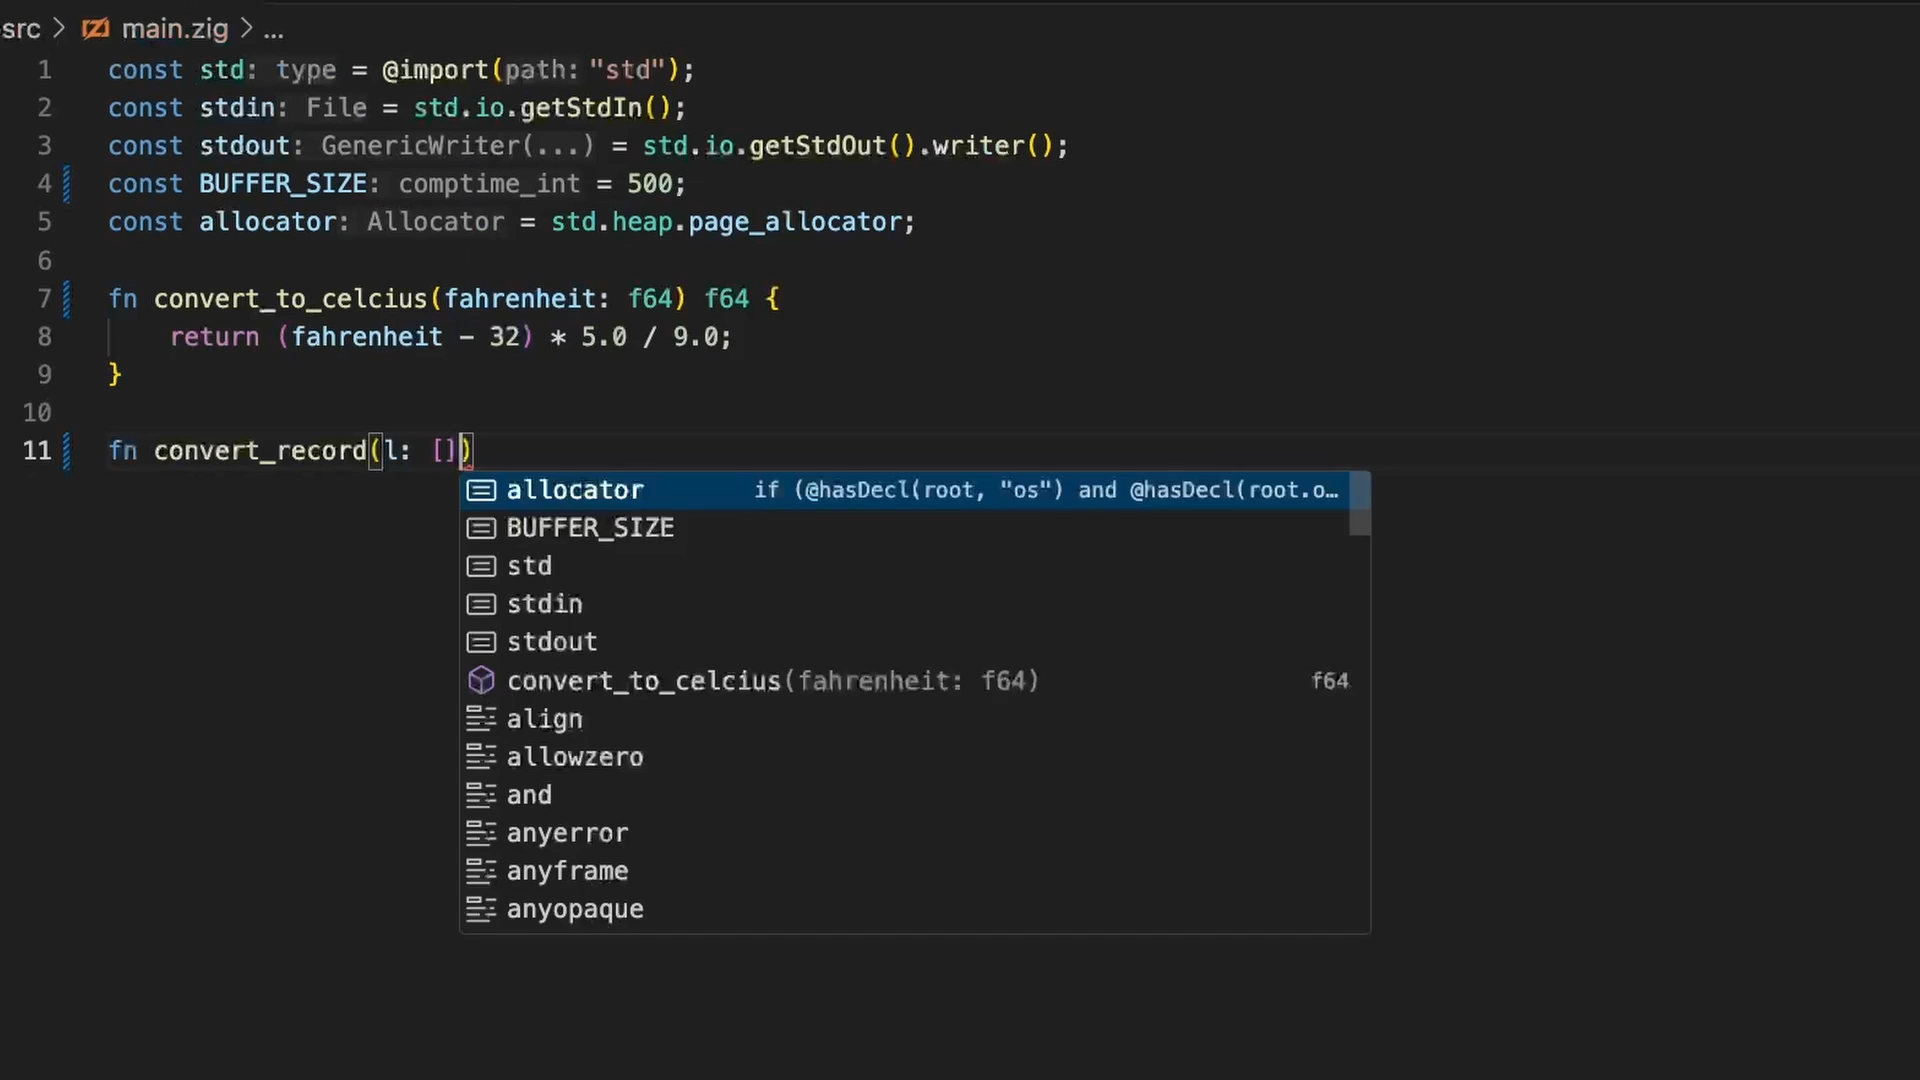 src > main.zig > ...
1 const std: type = @import(path: "std");
2 const stdin: File = std.io.getStdIn();
3 const stdout: GenericWriter(...) = std.io.getStdOut().writer();
4 const BUFFER_SIZE: comptime_int = 500;
5 const allocator: Allocator = std.heap.page_allocator;
6
7 fn convert_to_celcius(fahrenheit: f64) f64 {
8 return (fahrenheit - 32) * 5.0 / 9.0;
9 }
10
11 fn convert_record(l: [])
allocator if (@hasDecl(root, "os") and @hasDecl(root.o…
BUFFER_SIZE
std
stdin
stdout
convert_to_celcius(fahrenheit: f64) f64
align
allowzero
and
anyerror
anyframe
anyopaque